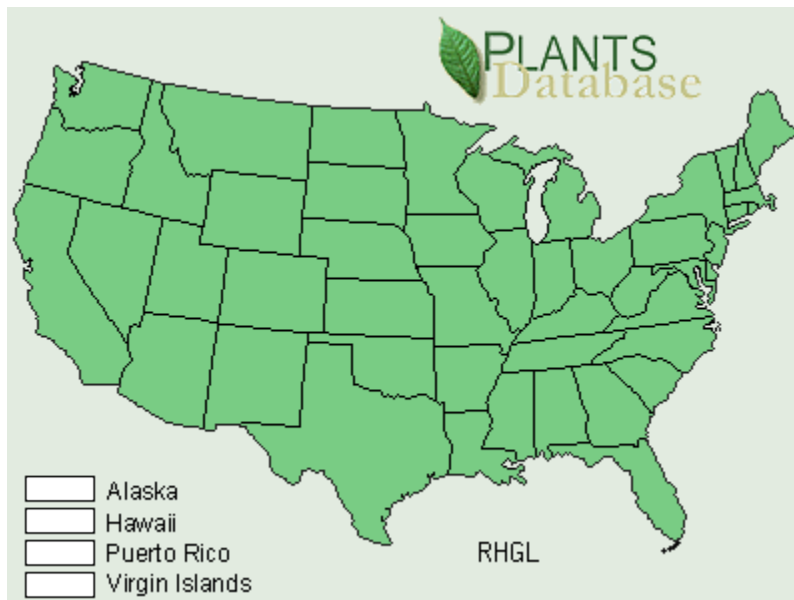 PLANTS
Database
Alaska
Hawaii
Puerto Rico
RHGL
Virgin Islands